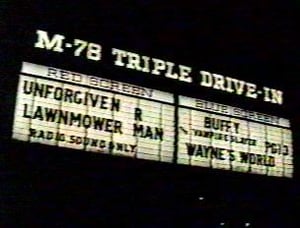 M-78 TRIPLE DRIVE-IN
RED SCREEN
UNFORGIVEN R
LAWNMOWER MAN
RADIO SOUND ONLY
BLUE SCREEN
BUFFY
VAMPIRE SLAYER PG13
WAYNE'S WORLD